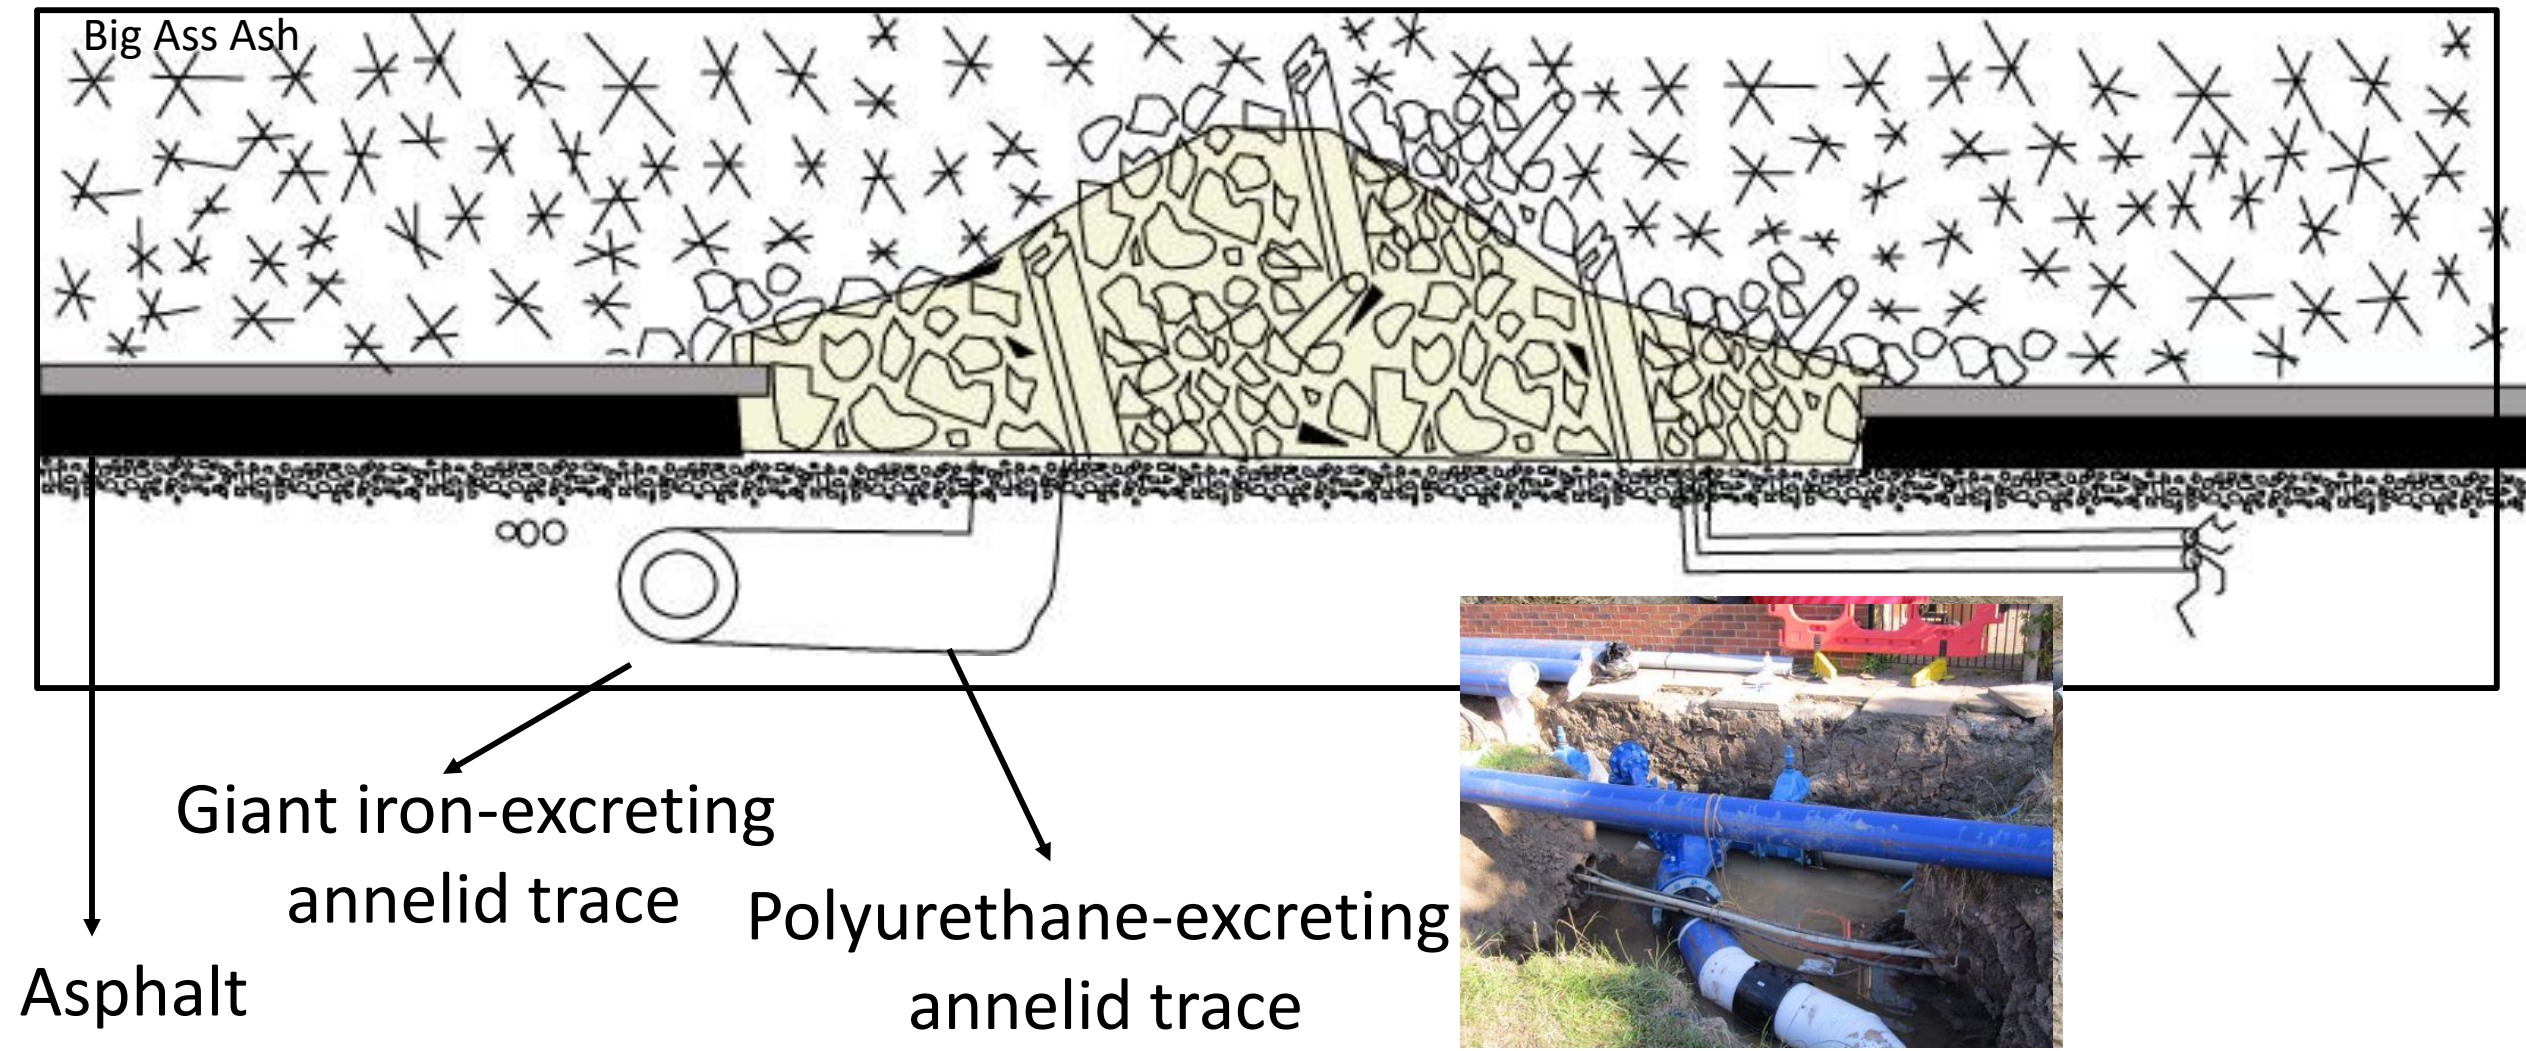 Big Ass Ash
Giant iron-excreting
annelid trace
Polyurethane-excreting
annelid trace
Asphalt